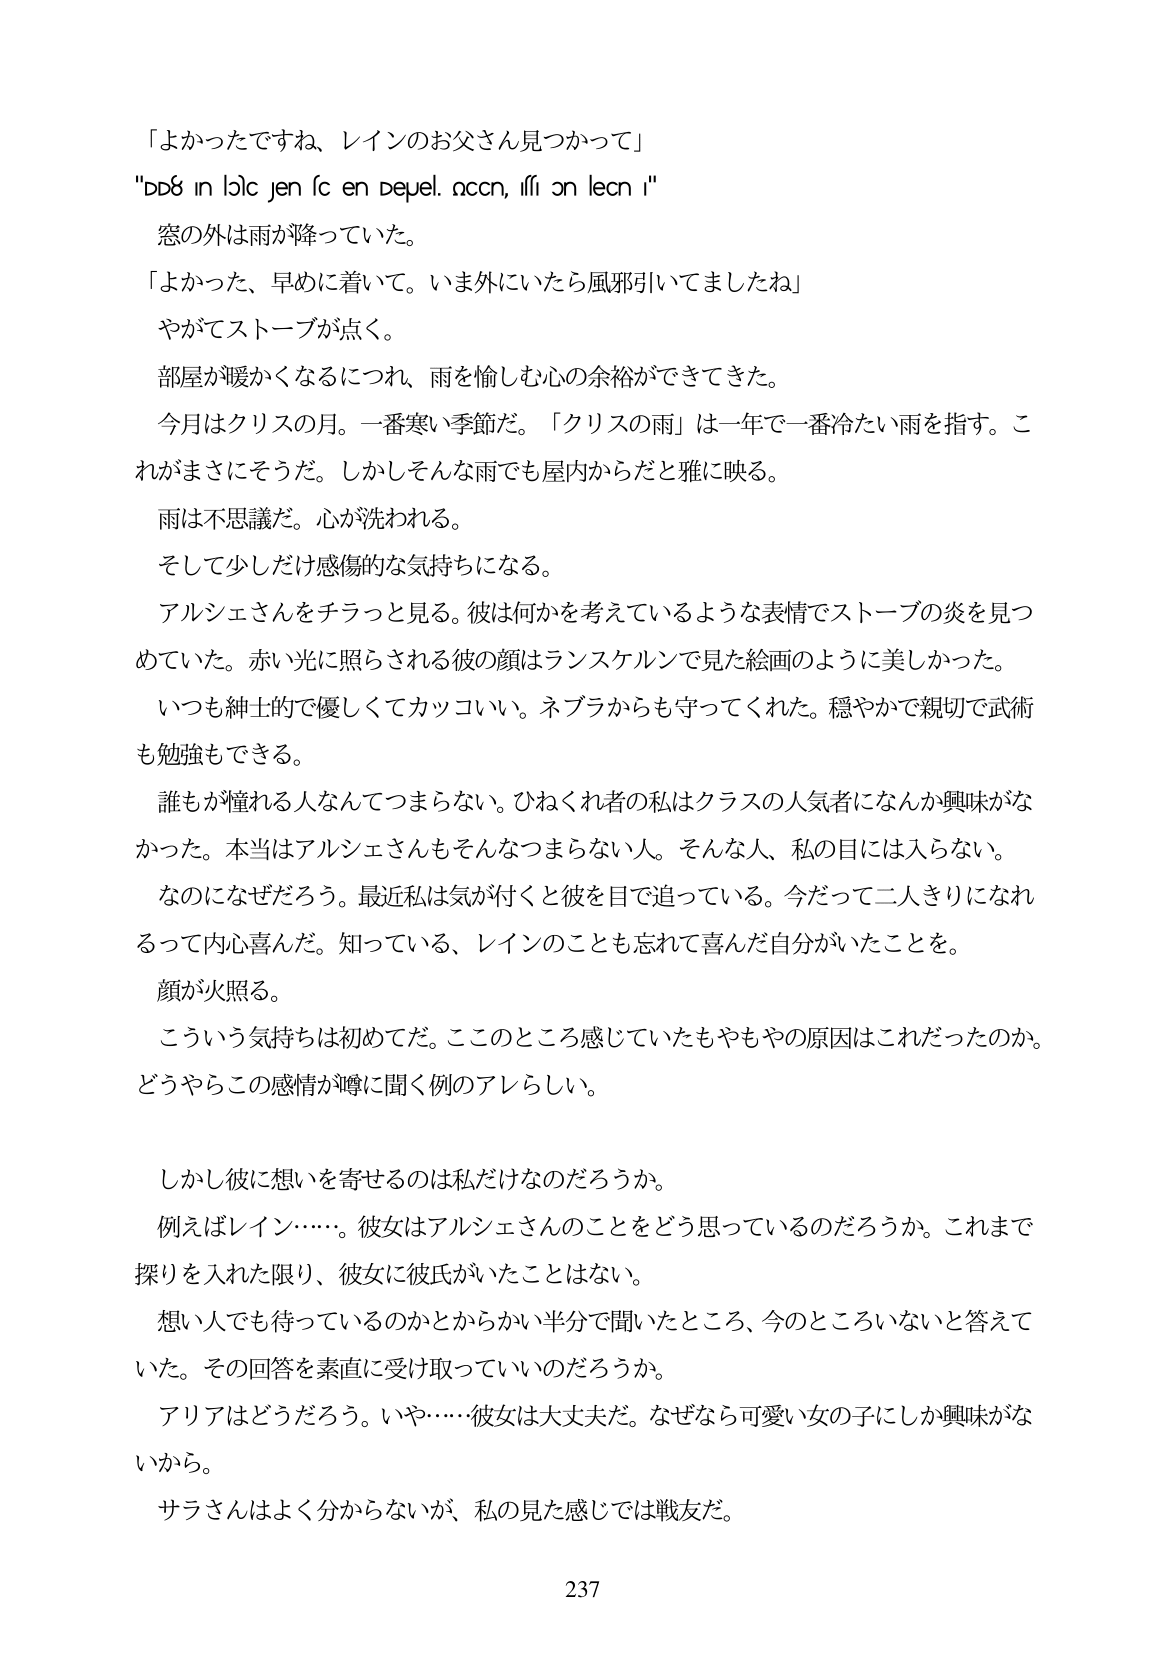 「よかったですね、レインのお父さん見つかって」
窓の外は雨が降っていた。
「よかった、早めに着いて。いま外にいたら風邪引いてましたね」
やがてストーブが点く。
部屋が暖かくなるにつれ、雨を愉しむ心の余裕ができてきた。
今月はクリスの月。一番寒い季節だ。「クリスの雨」は一年で一番冷たい雨を指す。こ
れがまさにそうだ。しかしそんな雨でも屋内からだと雅に映る。
雨は不思議だ。心が洗われる。
そして少しだけ感傷的な気持ちになる。
アルシェさんをチラっと見る。彼は何かを考えているような表情でストーブの炎を見つ
めていた。赤い光に照らされる彼の顔はランスケルンで見た絵画のように美しかった。
いつも紳士的で優しくてカッコいい。ネブラからも守ってくれた。穏やかで親切で武術
も勉強もできる。
誰もが憧れる人なんてつまらない。ひねくれ者の私はクラスの人気者になんか興味がな
かった。本当はアルシェさんもそんなつまらない人。そんな人、私の目には入らない。
なのになぜだろう。最近私は気が付くと彼を目で追っている。今だって二人きりになれ
るって内心喜んだ。知っている、レインのことも忘れて喜んだ自分がいたことを。
顔が火照る。
こういう気持ちは初めてだ。ここのところ感じていたもやもやの原因はこれだったのか。
どうやらこの感情が噂に聞く例のアレらしい。
しかし彼に想いを寄せるのは私だけなのだろうか。
例えばレイン……。彼女はアルシェさんのことをどう思っているのだろうか。これまで
探りを入れた限り、彼女に彼氏がいたことはない。
想い人でも待っているのかとからかい半分で聞いたところ、今のところいないと答えて
いた。その回答を素直に受け取っていいのだろうか。
アリアはどうだろう。いや……彼女は大丈夫だ。なぜなら可愛い女の子にしか興味がな
いから。
サラさんはよく分からないが、私の見た感じでは戦友だ。
237